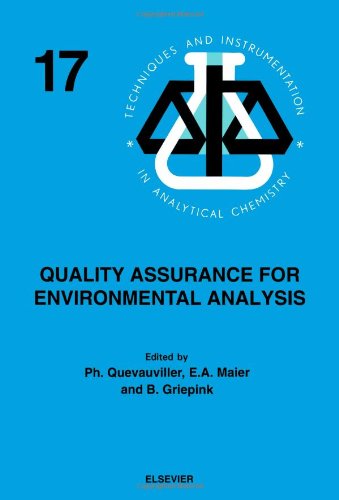 17
* TECHNIQUES AND INSTRUMENTATION *
IN ANALYTICAL CHEMISTRY
QUALITY ASSURANCE FOR
ENVIRONMENTAL ANALYSIS
Edited by
Ph. Quevauviller, E.A. Maier
and B. Griepink
ELSEVIER